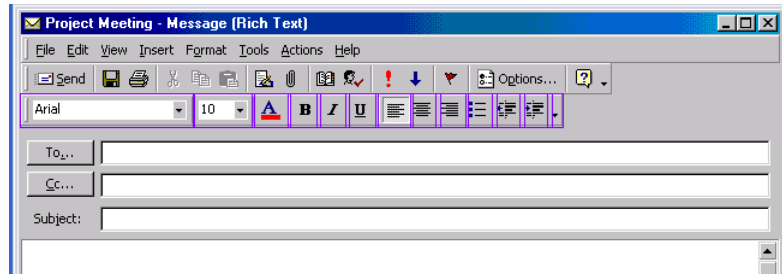 Project Meeting - Message (Rich Text)
File Edit View Insert Format Tools Actions Help
Send Options...
Arial 10 A B I U
To...
Cc...
Subject: